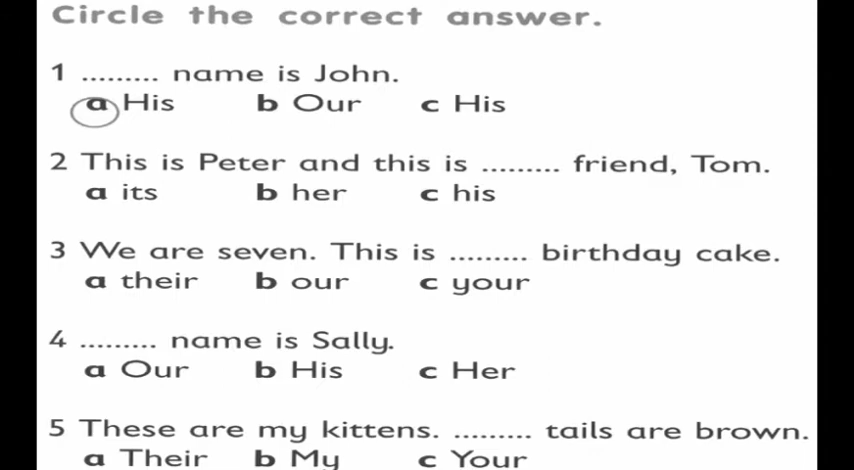 Circle the correct answer.
1 ......... name is John.
a His b Our c His
2 This is Peter and this is ......... friend, Tom.
a its b her c his
3 We are seven. This is ......... birthday cake.
a their b our c your
4 ......... name is Sally.
a Our b His c Her
5 These are my kittens. ......... tails are brown.
a Their b My c Your